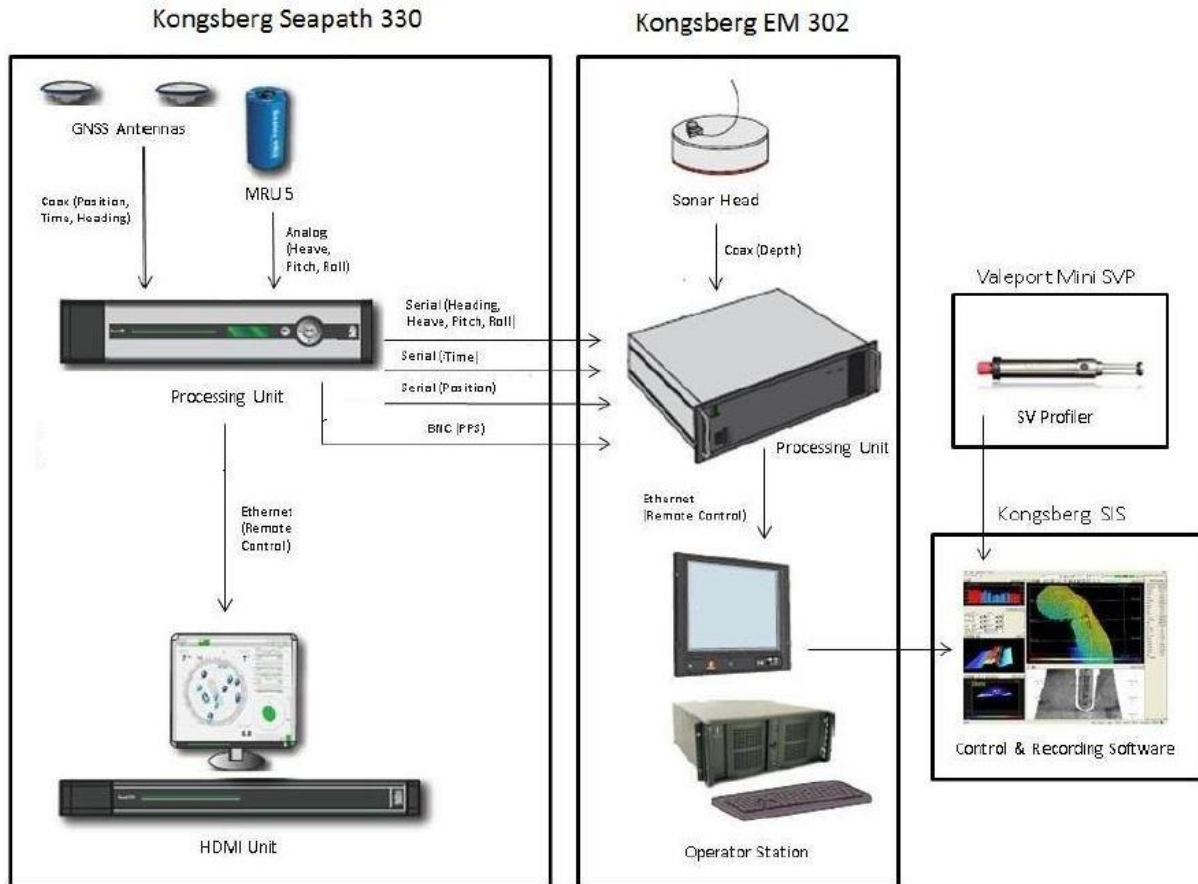 Kongsberg Seapath 330
Kongsberg EM 302
GNSS Antennas
MRU 5
Coax (Position,
Time, Heading)
Analog
(Heave,
Pitch, Roll)
Processing Unit
Serial (Heading,
Heave, Pitch, Roll)
Serial (Time)
Serial (Position)
BNC (PPS)
Ethernet
(Remote
Control)
HDMI Unit
Sonar Head
Coax (Depth)
Processing Unit
Ethernet
(Remote Control)
Operator Station
Valeport Mini SVP
SV Profiler
Kongsberg SIS
Control & Recording Software